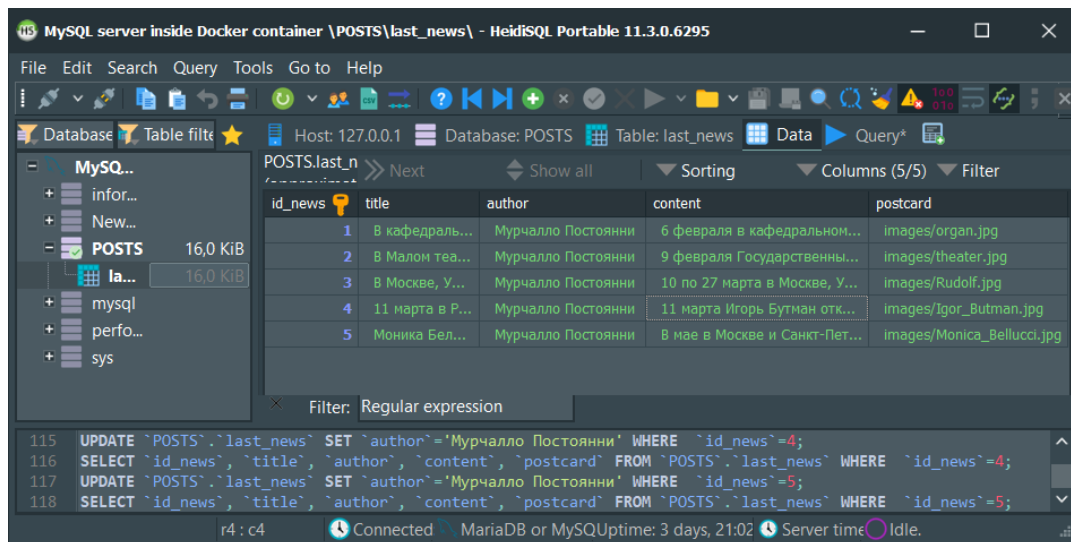 MySQL server inside Docker container \POSTS\last_news\ - HeidiSQL Portable 11.3.0.6295
File Edit Search Query Tools Go to Help
Database Table filte Host: 127.0.0.1 Database: POSTS Table: last_news Data Query*
MySQ...
infor...
New...
POSTS 16,0 KiB
la... 16,0 KiB
mysql
perfo...
sys
POSTS.last_n Next Show all Sorting Columns (5/5) Filter
id_news title author content postcard
1 В кафедраль... Мурчалло Постоянни 6 февраля в кафедральном... images/organ.jpg
2 В Малом теа... Мурчалло Постоянни 9 февраля Государственны... images/theater.jpg
3 В Москве, У... Мурчалло Постоянни 10 по 27 марта в Москве, У... images/Rudolf.jpg
4 11 марта в Р... Мурчалло Постоянни 11 марта Игорь Бутман отк... images/Igor_Butman.jpg
5 Моника Бел... Мурчалло Постоянни В мае в Москве и Санкт-Пет... images/Monica_Bellucci.jpg
Filter: Regular expression
115 UPDATE `POSTS`.`last_news` SET `author`='Мурчалло Постоянни' WHERE `id_news`=4;
116 SELECT `id_news`, `title`, `author`, `content`, `postcard` FROM `POSTS`.`last_news` WHERE `id_news`=4;
117 UPDATE `POSTS`.`last_news` SET `author`='Мурчалло Постоянни' WHERE `id_news`=5;
118 SELECT `id_news`, `title`, `author`, `content`, `postcard` FROM `POSTS`.`last_news` WHERE `id_news`=5;
r4 : c4 Connected MariaDB or MySQ Uptime: 3 days, 21:02 Server time Idle.